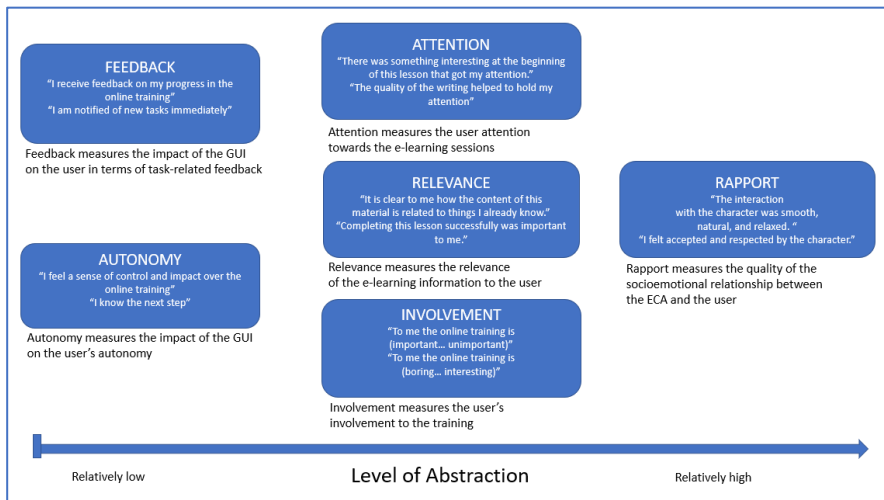 FEEDBACK
“I receive feedback on my progress in the
online training”
“I am notified of new tasks immediately”
Feedback measures the impact of the GUI
on the user in terms of task-related feedback
AUTONOMY
“I feel a sense of control and impact over the
online training”
“I know the next step”
Autonomy measures the impact of the GUI
on the user’s autonomy
ATTENTION
“There was something interesting at the beginning
of this lesson that got my attention.”
“The quality of the writing helped to hold my
attention”
Attention measures the user attention
towards the e-learning sessions
RELEVANCE
“It is clear to me how the content of this
material is related to things I already know.”
“Completing this lesson successfully was important
to me.”
Relevance measures the relevance
of the e-learning information to the user
INVOLVEMENT
“To me the online training is
(important... unimportant)”
“To me the online training is
(boring... interesting)”
Involvement measures the user’s
involvement to the training
RAPPORT
“The interaction
with the character was smooth,
natural, and relaxed. “
“I felt accepted and respected by the character.”
Rapport measures the quality of the
socioemotional relationship between
the ECA and the user
Relatively low
Level of Abstraction
Relatively high